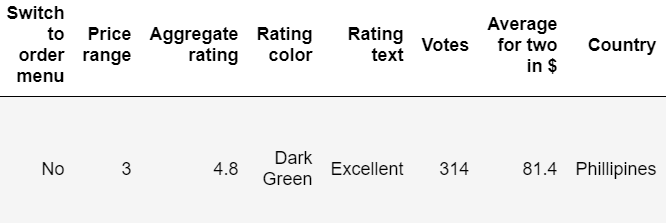 Switch to order menu Price range Aggregate rating Rating color Rating text Votes Average for two in $ Country
No 3 4.8 Dark Green Excellent 314 81.4 Phillipines